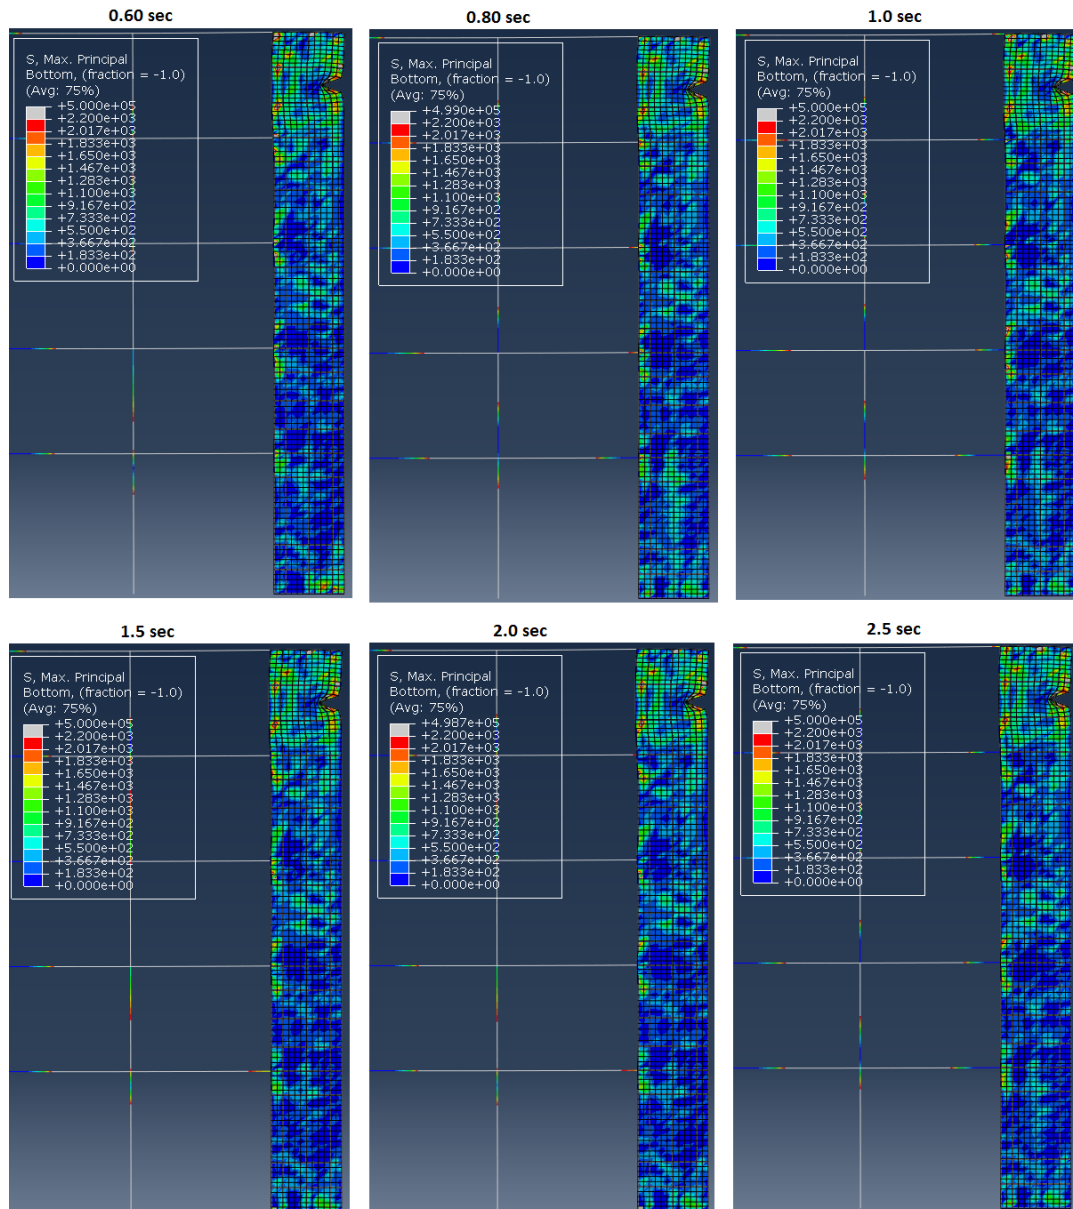 0.60 sec
S, Max. Principal
Bottom, (fraction = -1.0)
(Avg: 75%)
+5.000e+05
+2.200e+03
+2.017e+03
+1.833e+03
+1.650e+03
+1.467e+03
+1.283e+03
+1.100e+03
+9.167e+02
+7.333e+02
+5.500e+02
+3.667e+02
+1.833e+02
+0.000e+00
0.80 sec
S, Max. Principal
Bottom, (fraction = -1.0)
(Avg: 75%)
+4.990e+05
+2.200e+03
+2.017e+03
+1.833e+03
+1.650e+03
+1.467e+03
+1.283e+03
+1.100e+03
+9.167e+02
+7.333e+02
+5.500e+02
+3.667e+02
+1.833e+02
+0.000e+00
1.0 sec
S, Max. Principal
Bottom, (fraction = -1.0)
(Avg: 75%)
+5.000e+05
+2.200e+03
+2.017e+03
+1.833e+03
+1.650e+03
+1.467e+03
+1.283e+03
+1.100e+03
+9.167e+02
+7.333e+02
+5.500e+02
+3.667e+02
+1.833e+02
+0.000e+00
1.5 sec
S, Max. Principal
Bottom, (fraction = -1.0)
(Avg: 75%)
+5.000e+05
+2.200e+03
+2.017e+03
+1.833e+03
+1.650e+03
+1.467e+03
+1.283e+03
+1.100e+03
+9.167e+02
+7.333e+02
+5.500e+02
+3.667e+02
+1.833e+02
+0.000e+00
2.0 sec
S, Max. Principal
Bottom, (fraction = -1.0)
(Avg: 75%)
+4.987e+05
+2.200e+03
+2.017e+03
+1.833e+03
+1.650e+03
+1.467e+03
+1.283e+03
+1.100e+03
+9.167e+02
+7.333e+02
+5.500e+02
+3.667e+02
+1.833e+02
+0.000e+00
2.5 sec
S, Max. Principal
Bottom, (fraction = -1.0)
(Avg: 75%)
+5.000e+05
+2.200e+03
+2.017e+03
+1.833e+03
+1.650e+03
+1.467e+03
+1.283e+03
+1.100e+03
+9.167e+02
+7.333e+02
+5.500e+02
+3.667e+02
+1.833e+02
+0.000e+00